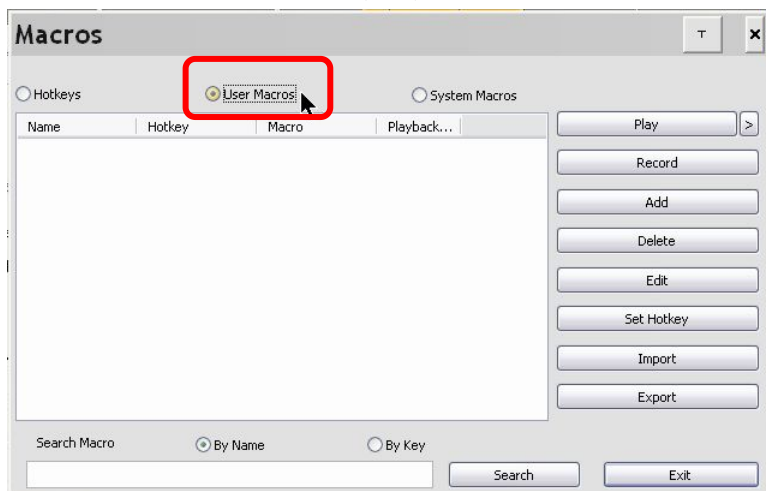 Macros T ×
Hotkeys User Macros System Macros
Name Hotkey Macro Playback... Play >
Record
Add
Delete
Edit
Set Hotkey
Import
Export
Search Macro By Name By Key
Search Exit